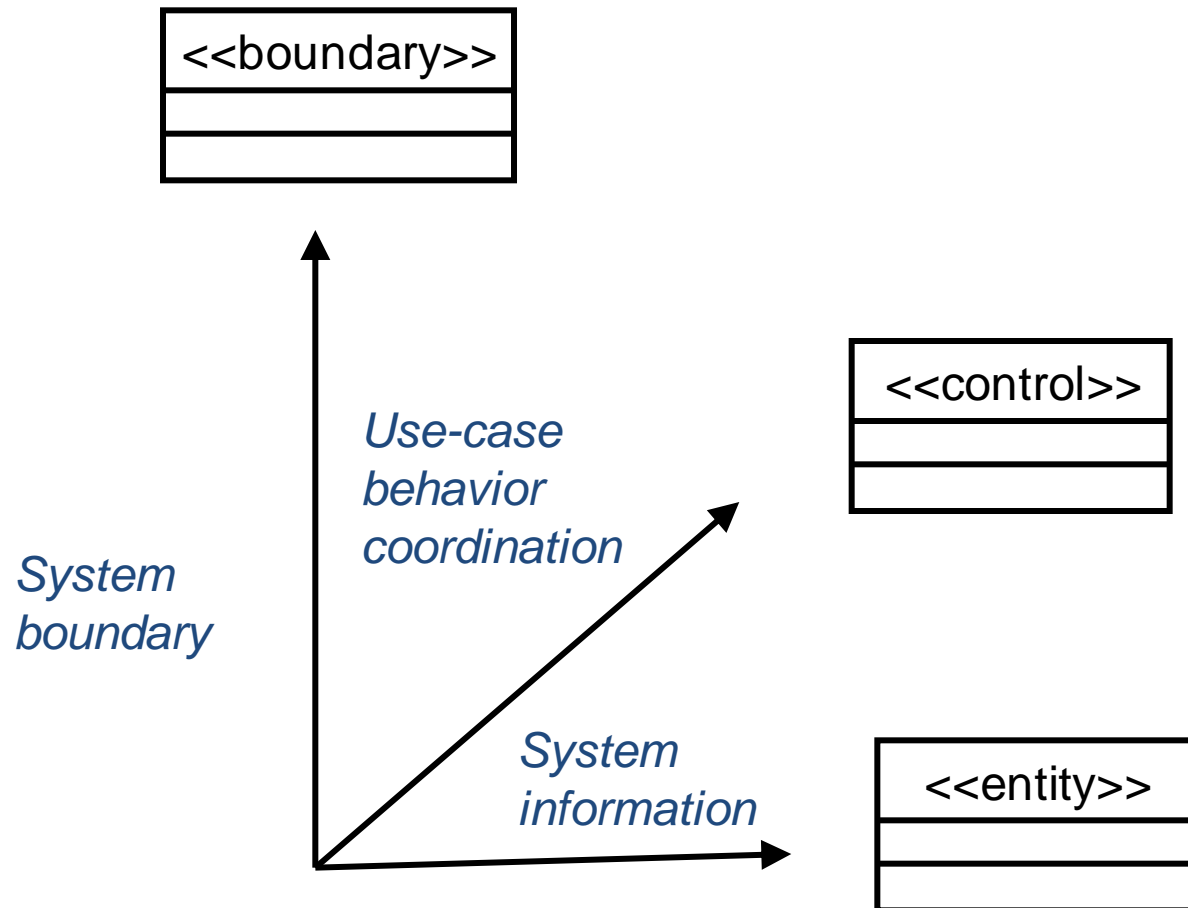 <<boundary>>
<<control>>
Use-case
behavior
coordination
System
boundary
System
information
<<entity>>